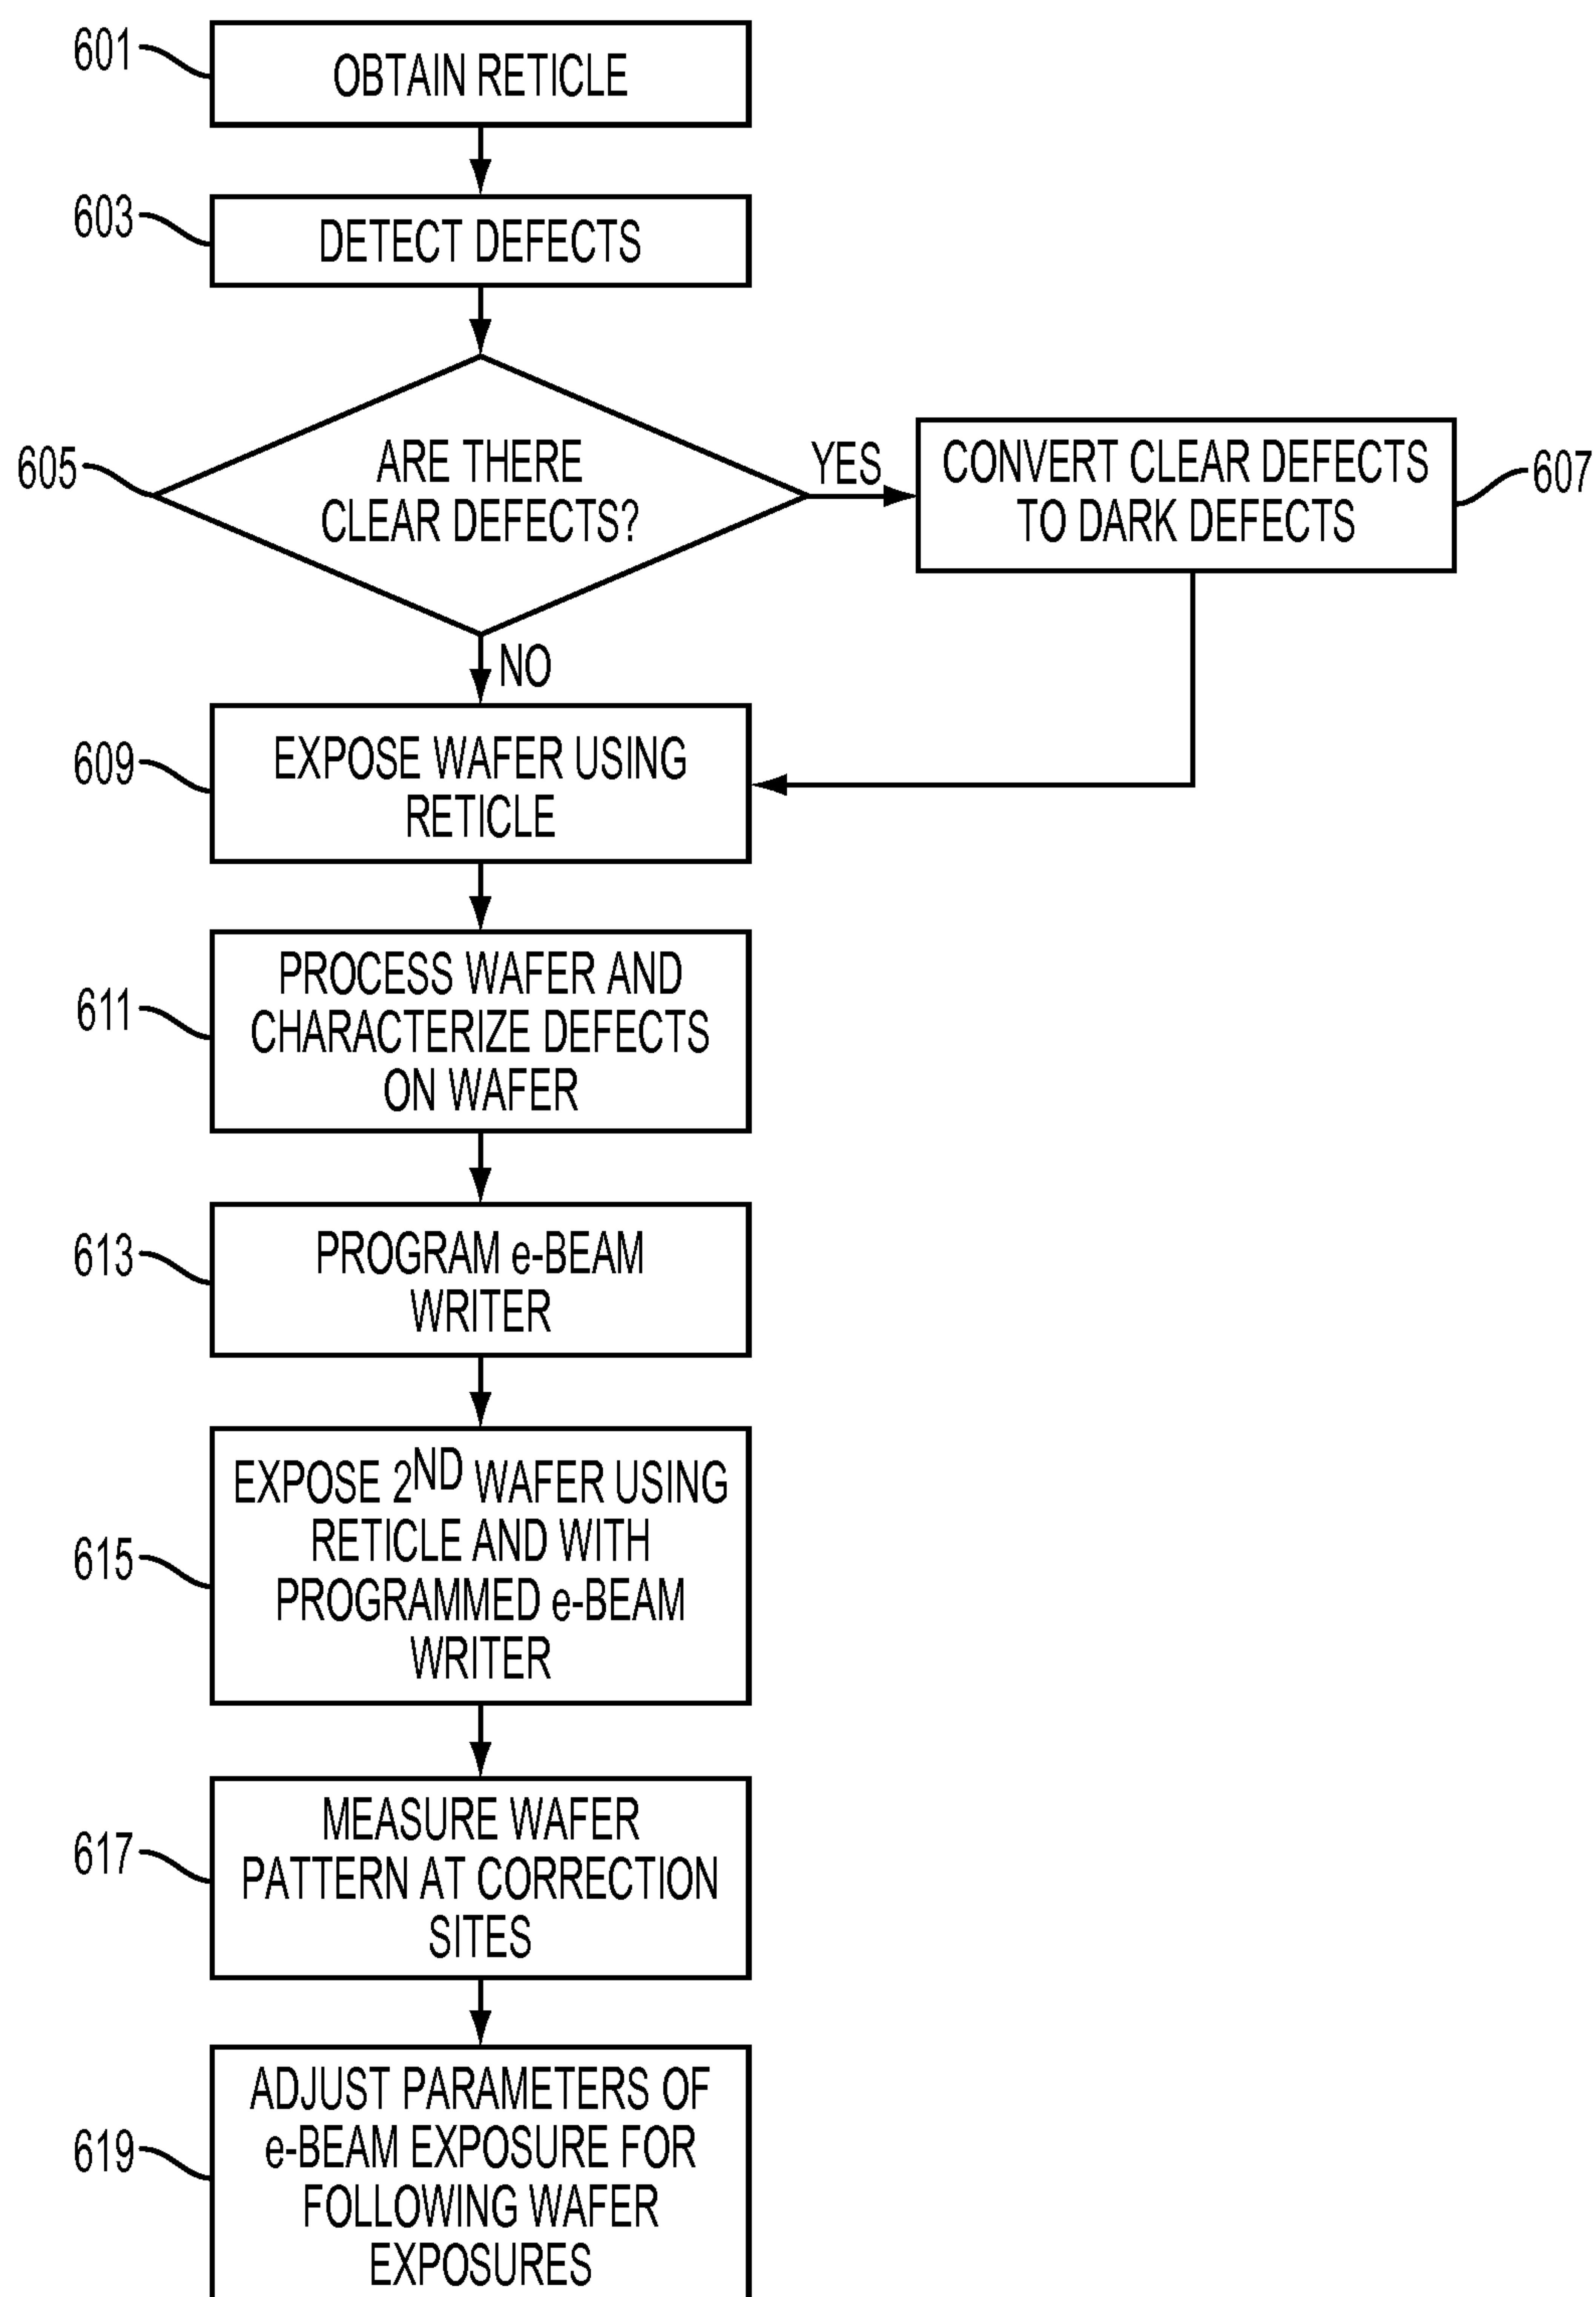 601
OBTAIN RETICLE
603
DETECT DEFECTS
605
ARE THERE
CLEAR DEFECTS?
YES
CONVERT CLEAR DEFECTS
TO DARK DEFECTS
607
NO
609
EXPOSE WAFER USING
RETICLE
611
PROCESS WAFER AND
CHARACTERIZE DEFECTS
ON WAFER
613
PROGRAM e-BEAM
WRITER
615
EXPOSE 2ND WAFER USING
RETICLE AND WITH
PROGRAMMED e-BEAM
WRITER
617
MEASURE WAFER
PATTERN AT CORRECTION
SITES
619
ADJUST PARAMETERS OF
e-BEAM EXPOSURE FOR
FOLLOWING WAFER
EXPOSURES